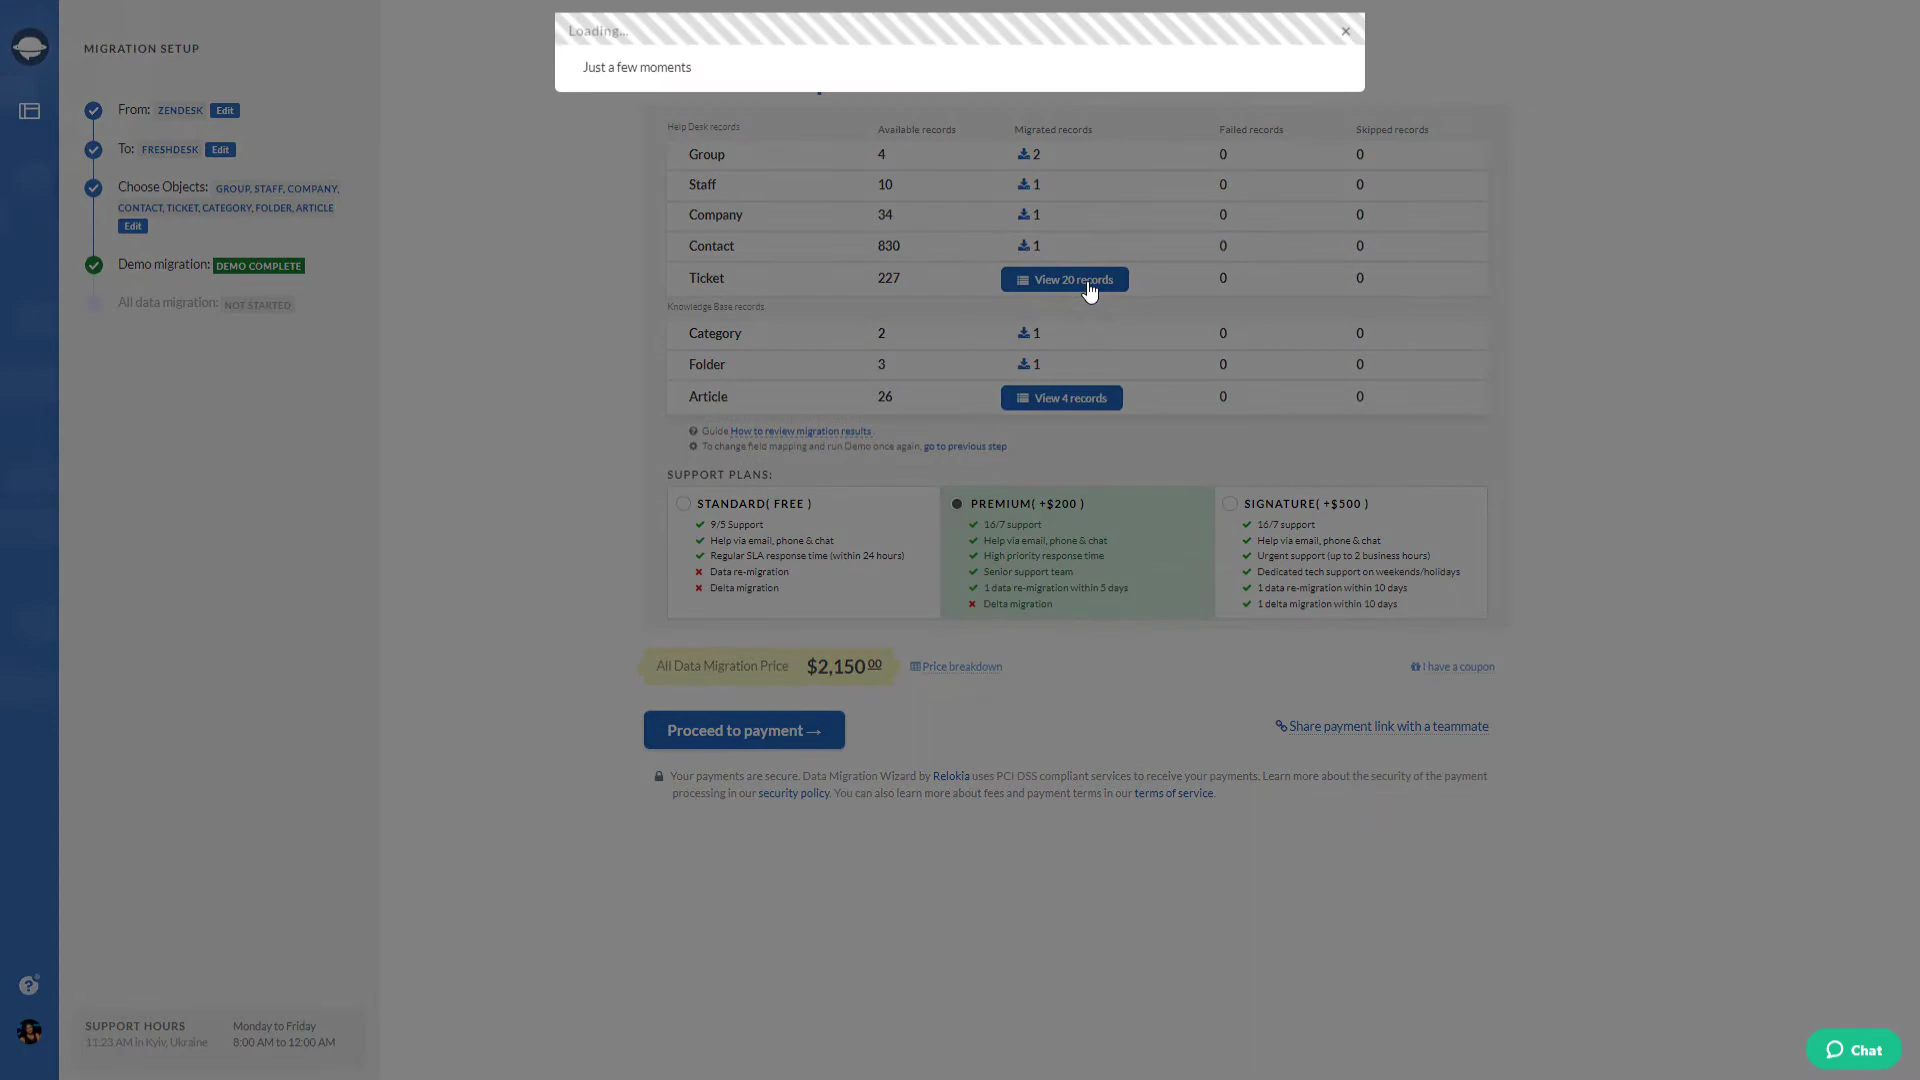 Loading...
×
Just a few moments
MIGRATION SETUP
From: ZENDESK Edit
To: FRESHDESK Edit
Choose Objects: GROUP, STAFF, COMPANY,
CONTACT, TICKET, CATEGORY, FOLDER, ARTICLE
Edit
Demo migration: DEMO COMPLETE
All data migration: NOT STARTED
Help Desk records Available records Migrated records Failed records Skipped records
Group 4 2 0 0
Staff 10 1 0 0
Company 34 1 0 0
Contact 830 1 0 0
Ticket 227 View 20 records 0 0
Knowledge Base records
Category 2 1 0 0
Folder 3 1 0 0
Article 26 View 4 records 0 0
Guide How to review migration results.
To change field mapping and run Demo once again, go to previous step
SUPPORT PLANS:
STANDARD( FREE )
9/5 Support
Help via email, phone & chat
Regular SLA response time (within 24 hours)
Data re-migration
Delta migration
PREMIUM( +$200 )
16/7 support
Help via email, phone & chat
High priority response time
Senior support team
1 data re-migration within 5 days
Delta migration
SIGNATURE( +$500 )
16/7 support
Help via email, phone & chat
Urgent support (up to 2 business hours)
Dedicated tech support on weekends/holidays
1 data re-migration within 10 days
1 delta migration within 10 days
All Data Migration Price $2,150 00 Price breakdown I have a coupon
Proceed to payment → Share payment link with a teammate
Your payments are secure. Data Migration Wizard by Relokia uses PCI DSS compliant services to receive your payments. Learn more about the security of the payment
processing in our security policy. You can also learn more about fees and payment terms in our terms of service.
SUPPORT HOURS Monday to Friday
11:23 AM in Kyiv, Ukraine 8:00 AM to 12:00 AM
Chat